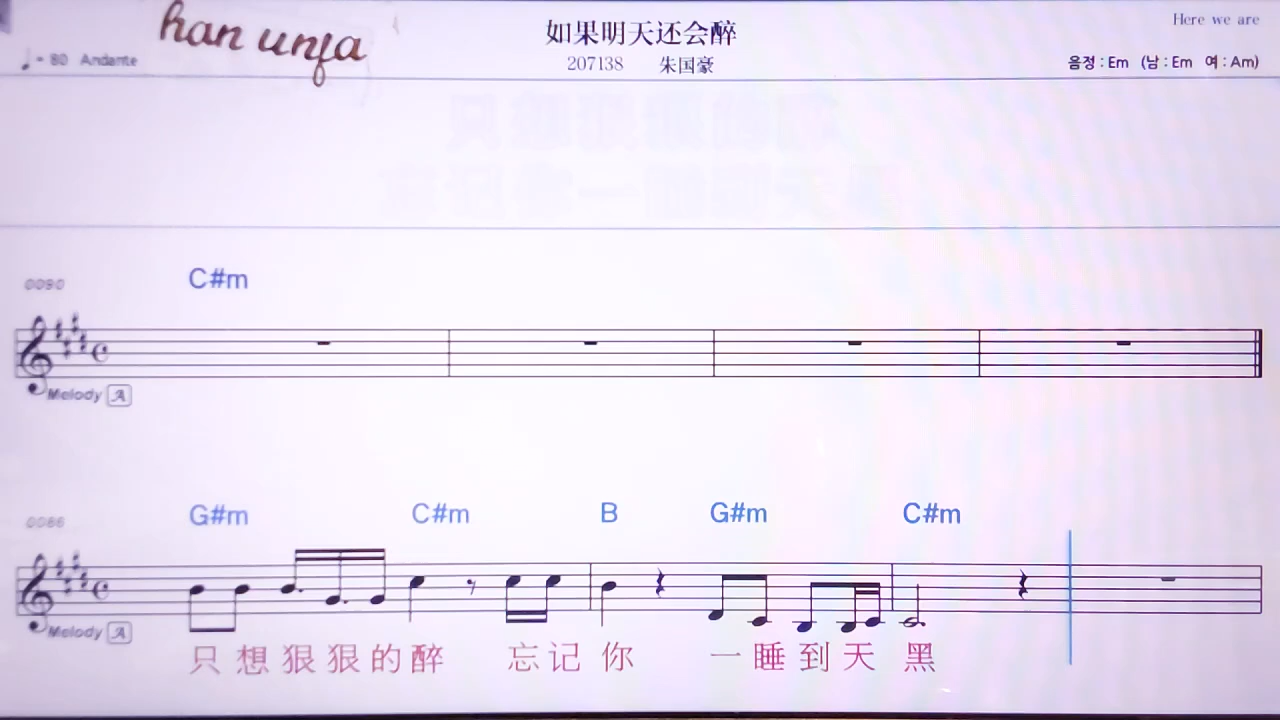 han unja
Here we are
如果明天还会醉
♩= 80 Andante
207138 朱国豪
음정 : Em (남 : Em 여 : Am)
C#m
Melody A
G#m C#m B G#m C#m
Melody A
只想狠狠的醉 忘记你 一睡到天黑